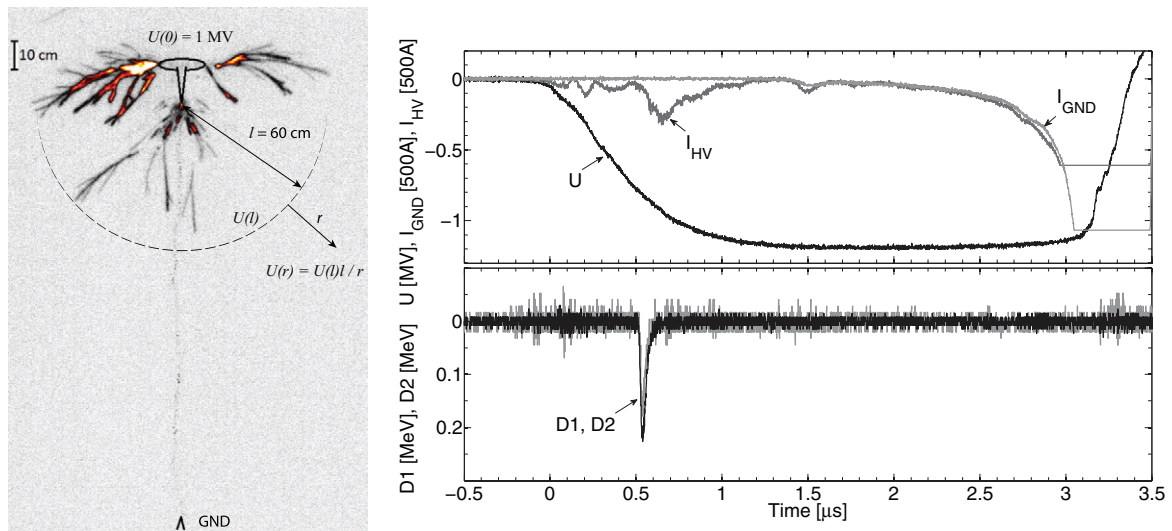 U(0) = 1 MV
10 cm
l = 60 cm
U(l)
r
U(r) = U(l)l / r
GND
U [MV], I_GND [500A], I_HV [500A]
0
−0.5
−1
I_GND
I_HV
U
D1 [MeV], D2 [MeV]
0
0.1
0.2
D1, D2
−0.5
0
0.5
1
1.5
2
2.5
3
3.5
Time [μs]